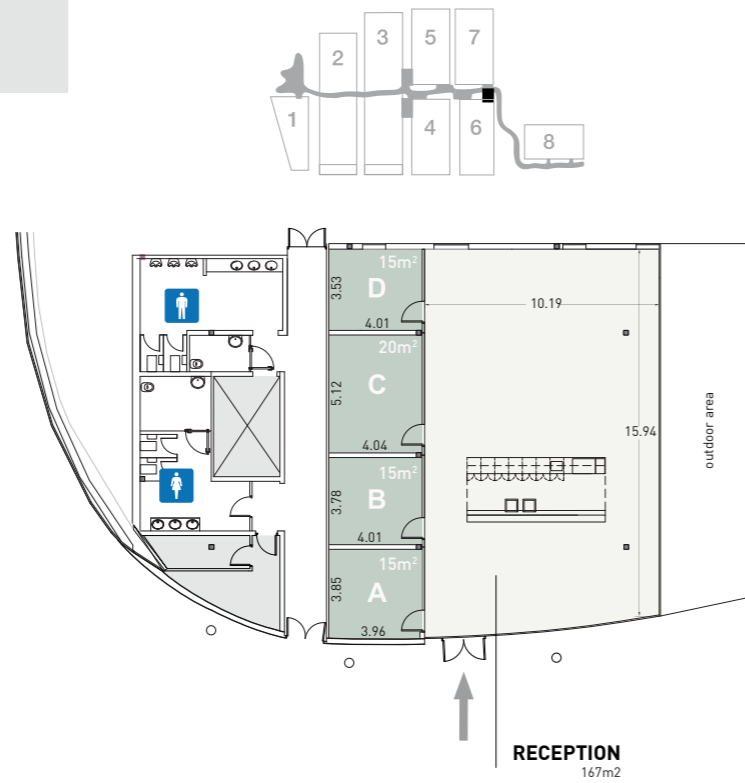 3
5
7
2
1
4
6
8
15m²
D
3.53
4.01
10.19
20m²
C
5.12
4.04
15.94
outdoor area
15m²
B
3.78
4.01
15m²
A
3.85
3.96
RECEPTION
167m2